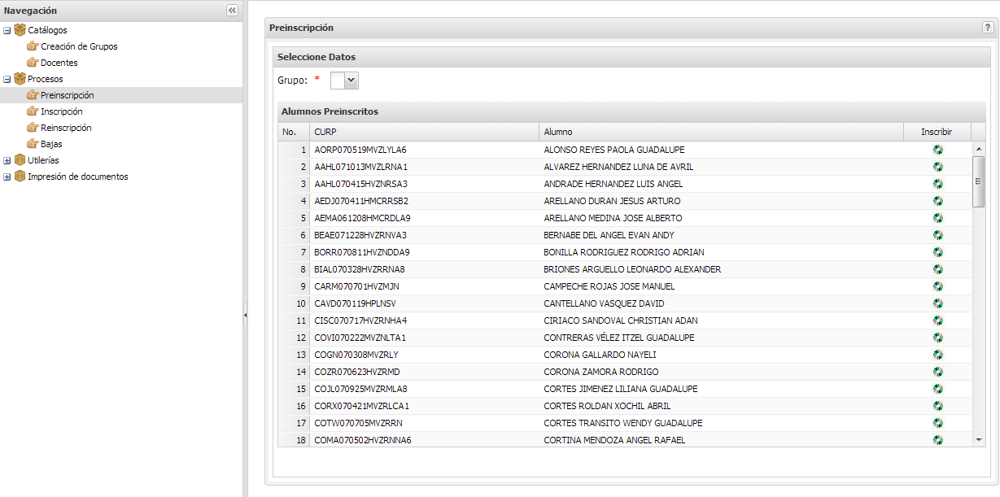 Navegación
Catálogos
Creación de Grupos
Docentes
Procesos
Preinscripción
Inscripción
Reinscripción
Bajas
Utilerías
Impresión de documentos
Preinscripción ?
Seleccione Datos
Grupo: *
Alumnos Preinscritos
No. CURP Alumno Inscribir
1 AORP070519MVZLYLA6 ALONSO REYES PAOLA GUADALUPE
2 AAHL071013MVZLRNA1 ALVAREZ HERNANDEZ LUNA DE AVRIL
3 AAHL070415HVZNRSA3 ANDRADE HERNANDEZ LUIS ANGEL
4 AEDJ070411HMCRRSB2 ARELLANO DURAN JESUS ARTURO
5 AEMA061208HMCRDLA9 ARELLANO MEDINA JOSE ALBERTO
6 BEAE071228HVZRNVA3 BERNABE DEL ANGEL EVAN ANDY
7 BORR070811HVZNDDA9 BONILLA RODRIGUEZ RODRIGO ADRIAN
8 BIAL070328HVZRRNA8 BRIONES ARGUELLO LEONARDO ALEXANDER
9 CARM070701HVZMJN CAMPECHE ROJAS JOSE MANUEL
10 CAVD070119HPLNSV CANTELLANO VASQUEZ DAVID
11 CISC070717HVZRNHA4 CIRIACO SANDOVAL CHRISTIAN ADAN
12 COVI070222MVZNLTA1 CONTRERAS VÉLEZ ITZEL GUADALUPE
13 COGN070308MVZRLY CORONA GALLARDO NAYELI
14 COZR070623HVZRMD CORONA ZAMORA RODRIGO
15 COJL070925MVZRMLA8 CORTES JIMENEZ LILIANA GUADALUPE
16 CORX070421MVZRLCA1 CORTES ROLDAN XOCHIL ABRIL
17 COTW070705MVZRRN CORTES TRANSITO WENDY GUADALUPE
18 COMA070502HVZRNNA6 CORTINA MENDOZA ANGEL RAFAEL